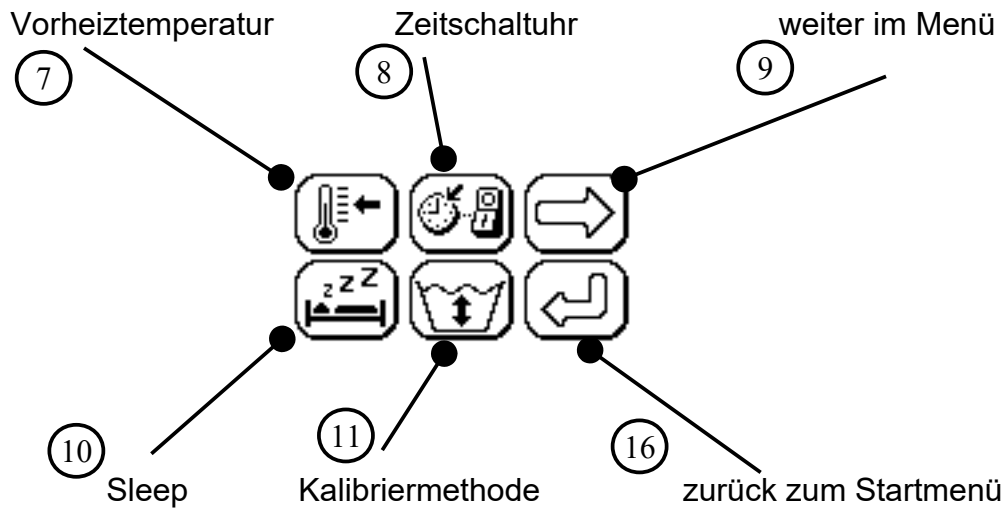 Vorheiztemperatur Zeitschaltuhr weiter im Menü
7 8 9
z z Z
10 11 16
Sleep Kalibriermethode zurück zum Startmenü